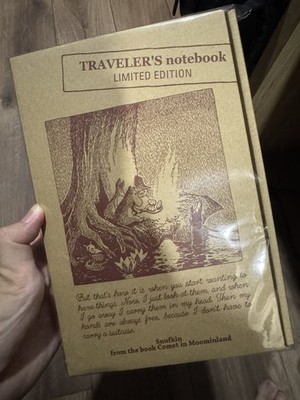 TRAVELER'S notebook
LIMITED EDITION
But that's how it is when you start wanting to
have things. Now, I just look at them, and when
I go away I carry them in my head. Then my
hands are always free, because I don't have to
carry a suitcase.
Snufkin
from the book Comet in Moominland